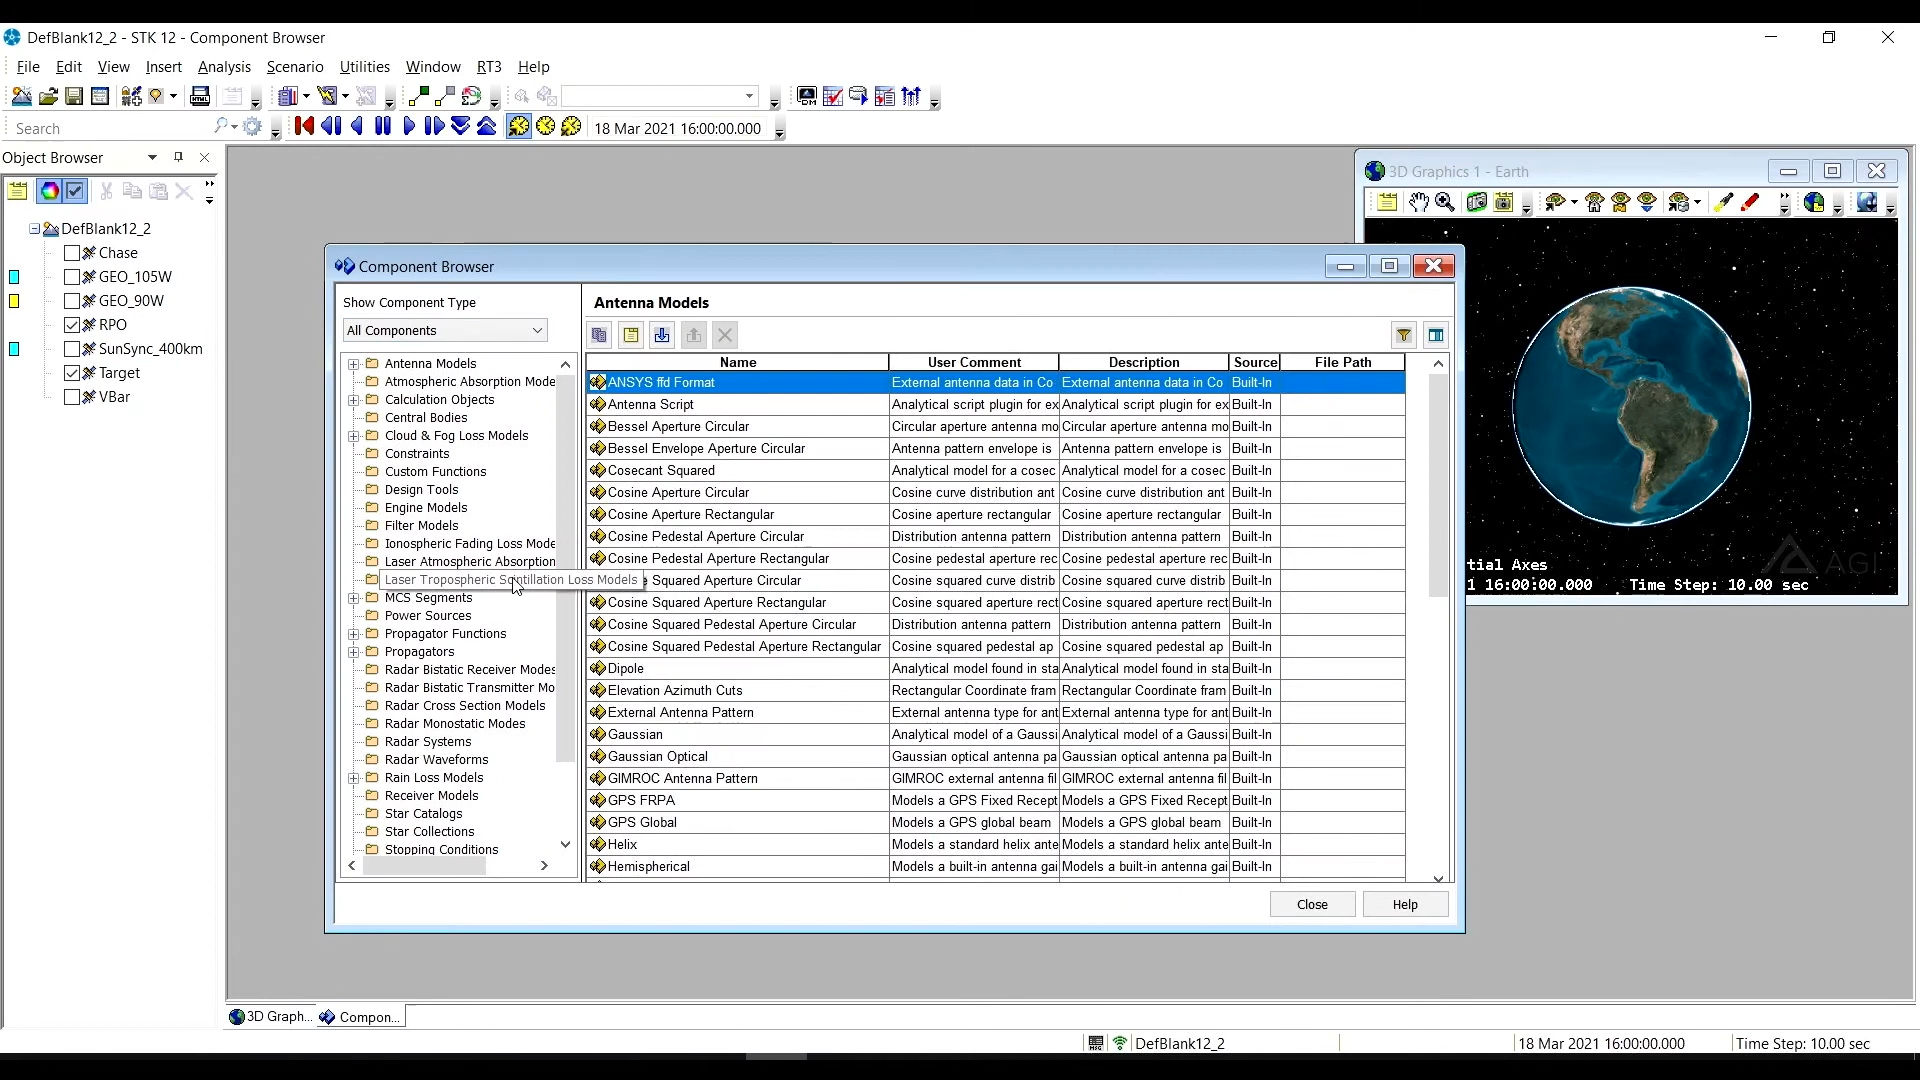 DefBlank12_2 - STK 12 - Component Browser
File Edit View Insert Analysis Scenario Utilities Window RT3 Help
Search
18 Mar 2021 16:00:00.000
Object Browser
DefBlank12_2
Chase
GEO_105W
GEO_90W
RPO
SunSync_400km
Target
VBar
3D Graphics 1 - Earth
tial Axes
1 16:00:00.000 Time Step: 10.00 sec
AGI
Component Browser
Show Component Type
All Components
Antenna Models
Atmospheric Absorption Mode
Calculation Objects
Central Bodies
Cloud & Fog Loss Models
Constraints
Custom Functions
Design Tools
Engine Models
Filter Models
Ionospheric Fading Loss Mode
Laser Atmospheric Absorption
Laser Tropospheric Scintillation Loss Models
MCS Segments
Power Sources
Propagator Functions
Propagators
Radar Bistatic Receiver Modes
Radar Bistatic Transmitter Mo
Radar Cross Section Models
Radar Monostatic Modes
Radar Systems
Radar Waveforms
Rain Loss Models
Receiver Models
Star Catalogs
Star Collections
Stopping Conditions
Antenna Models
Name User Comment Description Source File Path
ANSYS ffd Format External antenna data in Co External antenna data in Co Built-In
Antenna Script Analytical script plugin for ex Analytical script plugin for ex Built-In
Bessel Aperture Circular Circular aperture antenna mo Circular aperture antenna mo Built-In
Bessel Envelope Aperture Circular Antenna pattern envelope is Antenna pattern envelope is Built-In
Cosecant Squared Analytical model for a cosec Analytical model for a cosec Built-In
Cosine Aperture Circular Cosine curve distribution ant Cosine curve distribution ant Built-In
Cosine Aperture Rectangular Cosine aperture rectangular Cosine aperture rectangular Built-In
Cosine Pedestal Aperture Circular Distribution antenna pattern Distribution antenna pattern Built-In
Cosine Pedestal Aperture Rectangular Cosine pedestal aperture rec Cosine pedestal aperture rec Built-In
e Squared Aperture Circular Cosine squared curve distrib Cosine squared curve distrib Built-In
Cosine Squared Aperture Rectangular Cosine squared aperture rect Cosine squared aperture rect Built-In
Cosine Squared Pedestal Aperture Circular Distribution antenna pattern Distribution antenna pattern Built-In
Cosine Squared Pedestal Aperture Rectangular Cosine squared pedestal ap Cosine squared pedestal ap Built-In
Dipole Analytical model found in sta Analytical model found in sta Built-In
Elevation Azimuth Cuts Rectangular Coordinate fram Rectangular Coordinate fram Built-In
External Antenna Pattern External antenna type for ant External antenna type for ant Built-In
Gaussian Analytical model of a Gaussi Analytical model of a Gaussi Built-In
Gaussian Optical Gaussian optical antenna pa Gaussian optical antenna pa Built-In
GIMROC Antenna Pattern GIMROC external antenna fil GIMROC external antenna fil Built-In
GPS FRPA Models a GPS Fixed Recept Models a GPS Fixed Recept Built-In
GPS Global Models a GPS global beam Models a GPS global beam Built-In
Helix Models a standard helix ante Models a standard helix ante Built-In
Hemispherical Models a built-in antenna gai Models a built-in antenna gai Built-In
Close Help
3D Graph... Compon...
DefBlank12_2 18 Mar 2021 16:00:00.000 Time Step: 10.00 sec